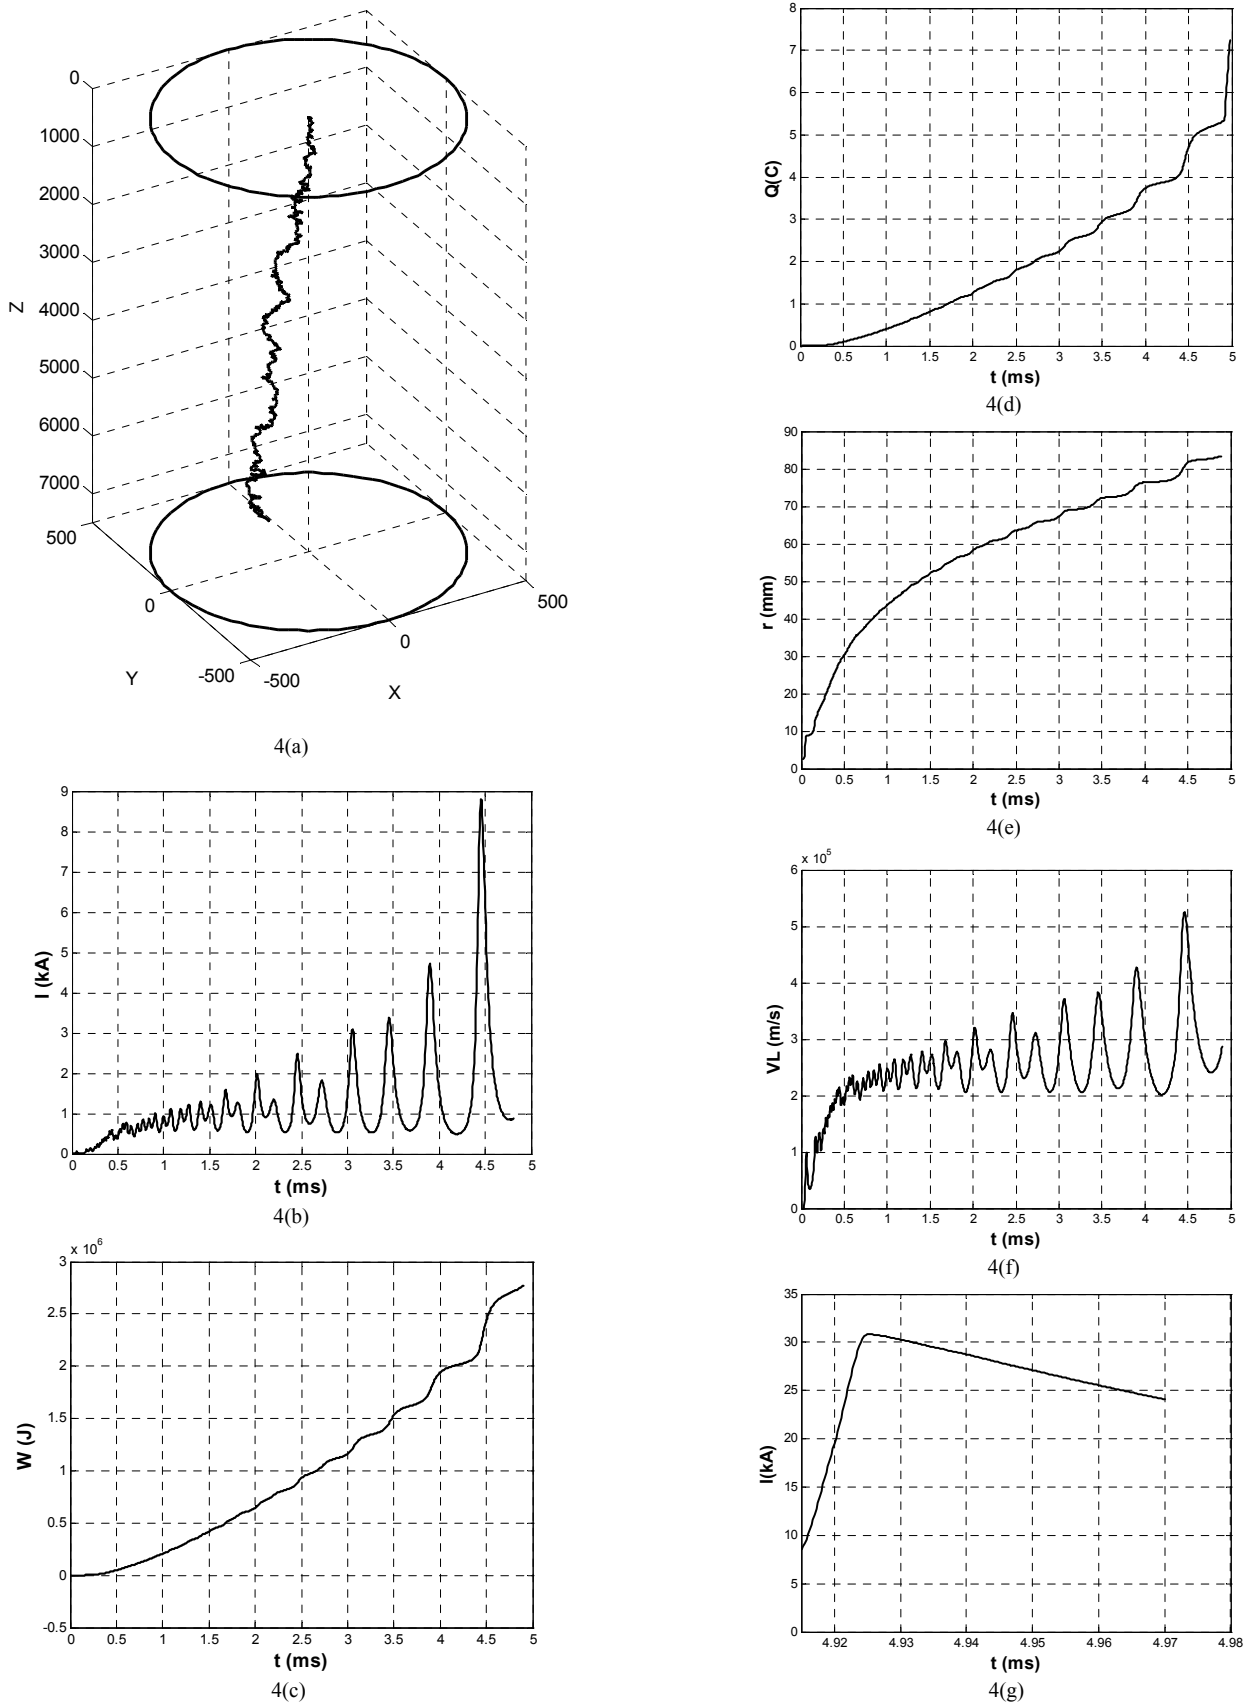 0
1000
2000
3000
4000
5000
6000
7000
Z
500
0
-500
Y
-500
0
500
X
4(a)
9
8
7
6
5
4
3
2
1
0
I (kA)
0 0.5 1 1.5 2 2.5 3 3.5 4 4.5 5
t (ms)
4(b)
x 10^6
3
2.5
2
1.5
1
0.5
0
-0.5
W (J)
0 0.5 1 1.5 2 2.5 3 3.5 4 4.5 5
t (ms)
4(c)
8
7
6
5
4
3
2
1
0
Q(C)
0 0.5 1 1.5 2 2.5 3 3.5 4 4.5 5
t (ms)
4(d)
90
80
70
60
50
40
30
20
10
0
r (mm)
0 0.5 1 1.5 2 2.5 3 3.5 4 4.5 5
t (ms)
4(e)
x 10^5
6
5
4
3
2
1
0
VL (m/s)
0 0.5 1 1.5 2 2.5 3 3.5 4 4.5 5
t (ms)
4(f)
35
30
25
20
15
10
5
0
I(kA)
4.92 4.93 4.94 4.95 4.96 4.97 4.98
t (ms)
4(g)